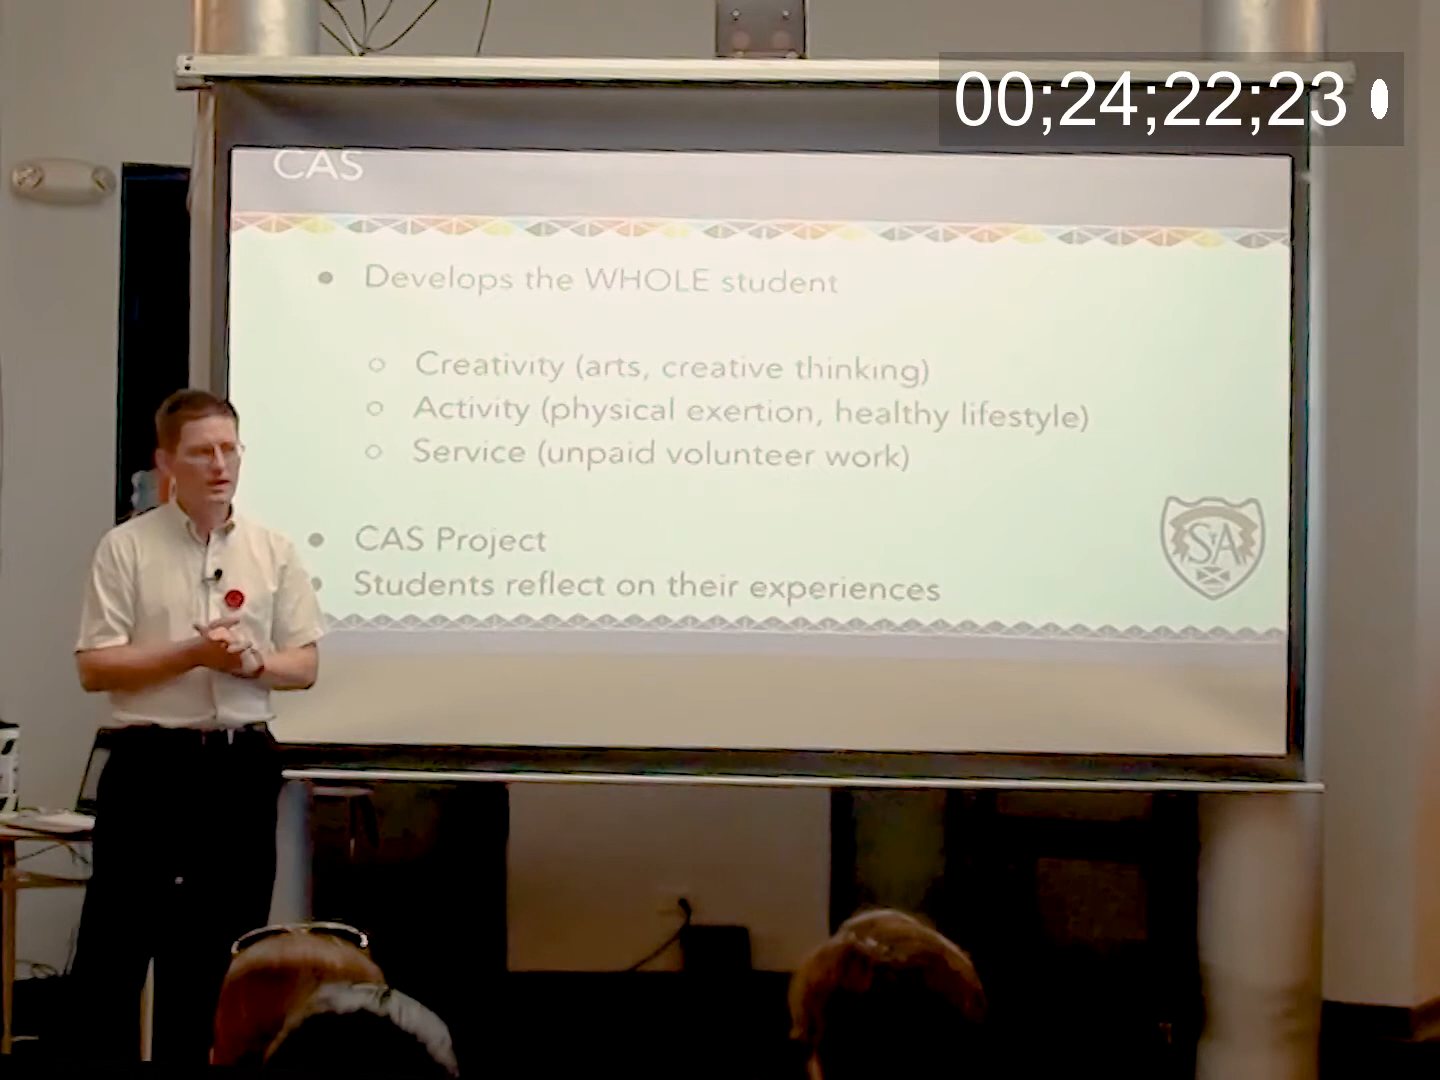 00;24;22;23
CAS
Develops the WHOLE student
Creativity (arts, creative thinking)
Activity (physical exertion, healthy lifestyle)
Service (unpaid volunteer work)
CAS Project
Students reflect on their experiences
STA